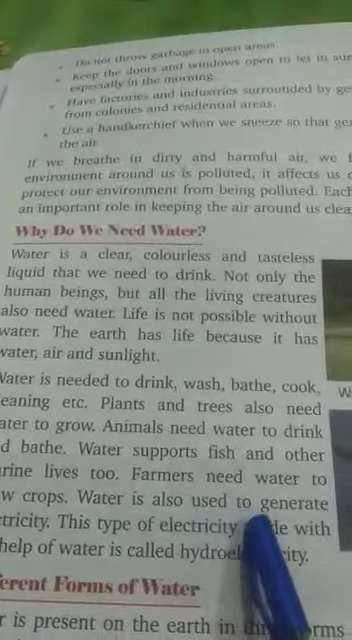 Do not throw garbage in open areas.
Keep the doors and windows open to let in
especially in the morning.
Have factories and industries surrounded by
from colonies and residential areas.
Use a handkerchief when we sneeze so that
the air.
If we breathe in dirty and harmful air, we
environment around us is polluted, it affects us
protect our environment from being polluted. Each
an important role in keeping the air around us
Why Do We Need Water?
Water is a clear, colourless and tasteless
liquid that we need to drink. Not only the
human beings, but all the living creatures
also need water. Life is not possible without
water. The earth has life because it has
water, air and sunlight.
Water is needed to drink, wash, bathe, cook,
eaning etc. Plants and trees also need
ater to grow. Animals need water to drink
d bathe. Water supports fish and other
rine lives too. Farmers need water to
w crops. Water is also used to generate
ctricity. This type of electricity with
help of water is called
erent Forms of Water
r is present on the earth in